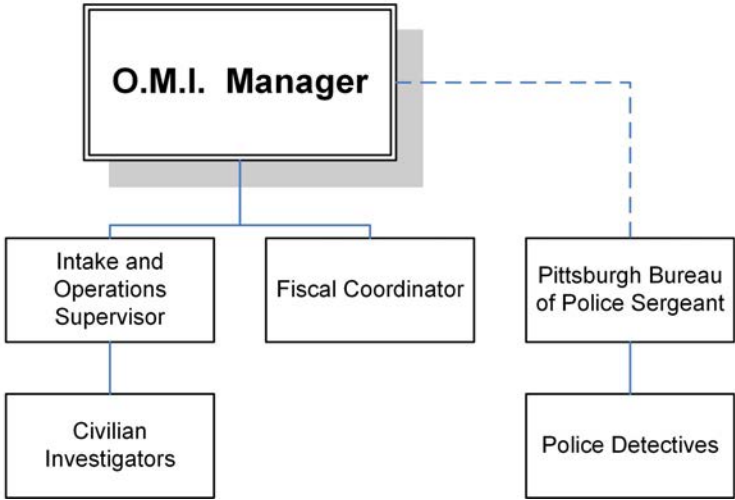 O.M.I. Manager
Intake and
Operations
Supervisor
Fiscal Coordinator
Pittsburgh Bureau
of Police Sergeant
Civilian
Investigators
Police Detectives